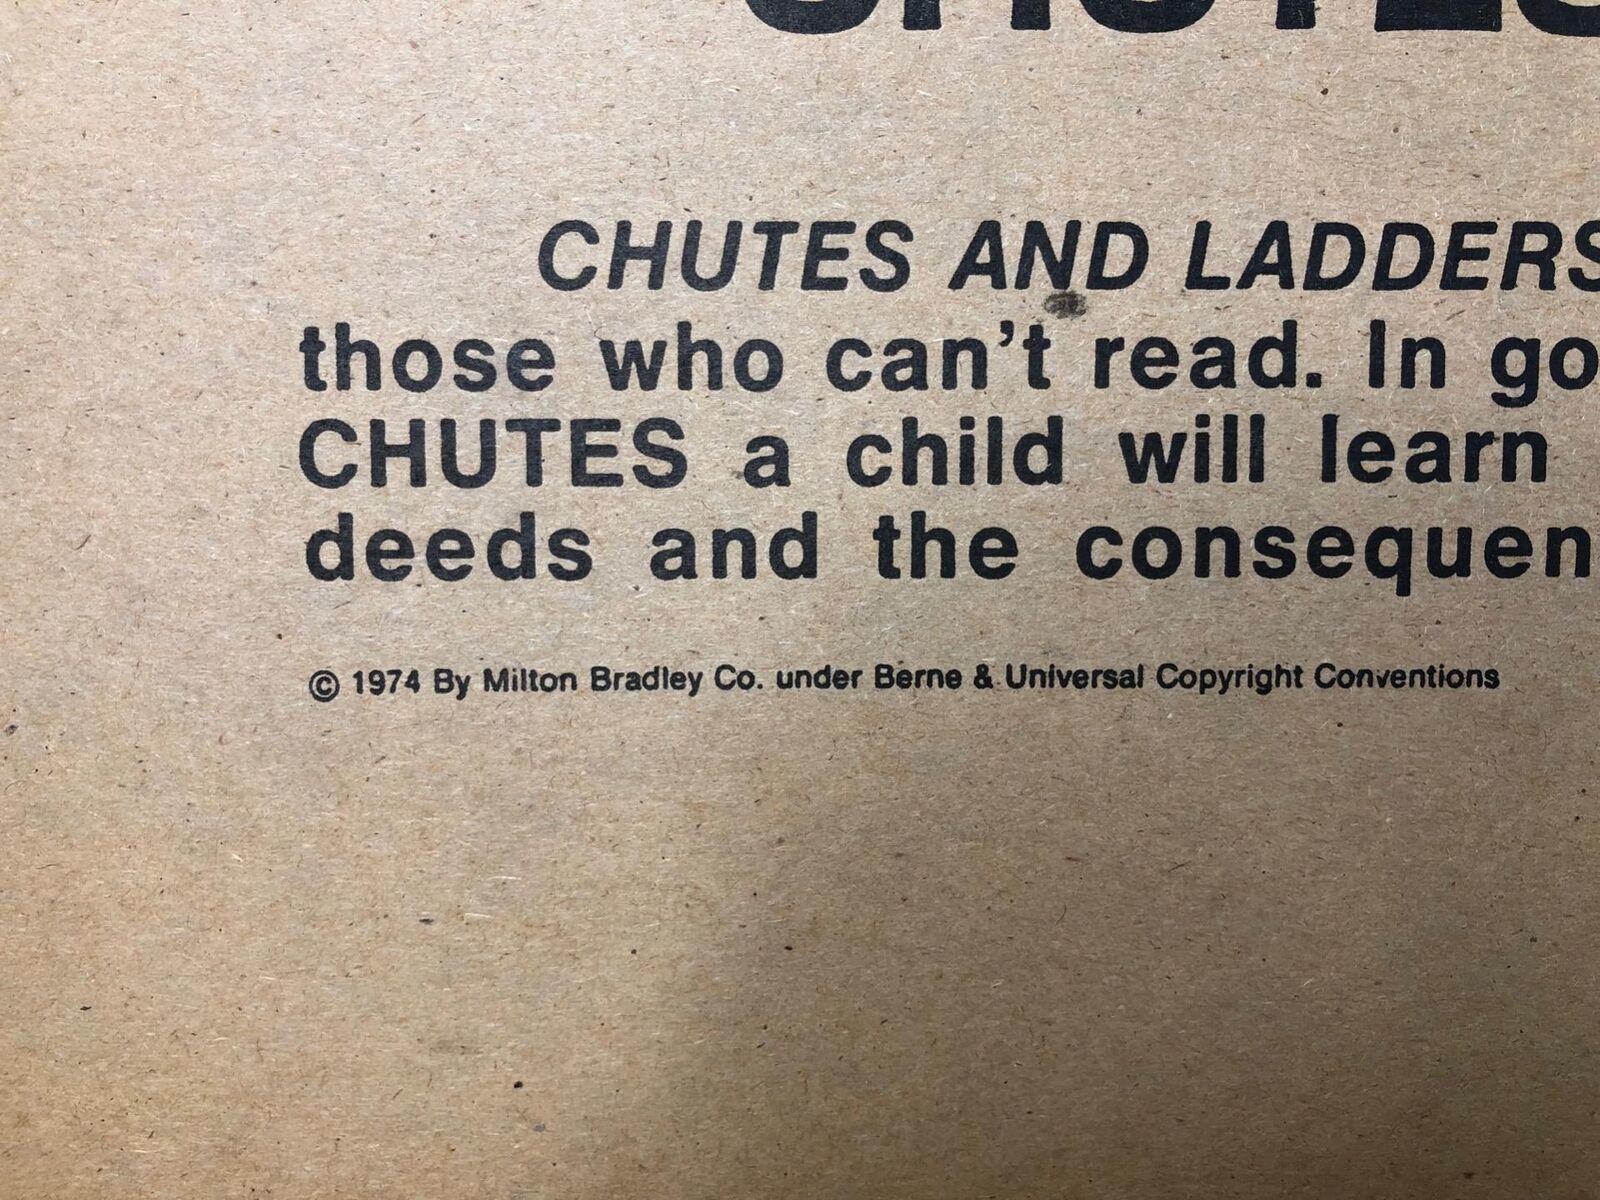 CHUTES
CHUTES AND LADDERS
those who can't read. In go
CHUTES a child will learn
deeds and the consequen
© 1974 By Milton Bradley Co. under Berne & Universal Copyright Conventions